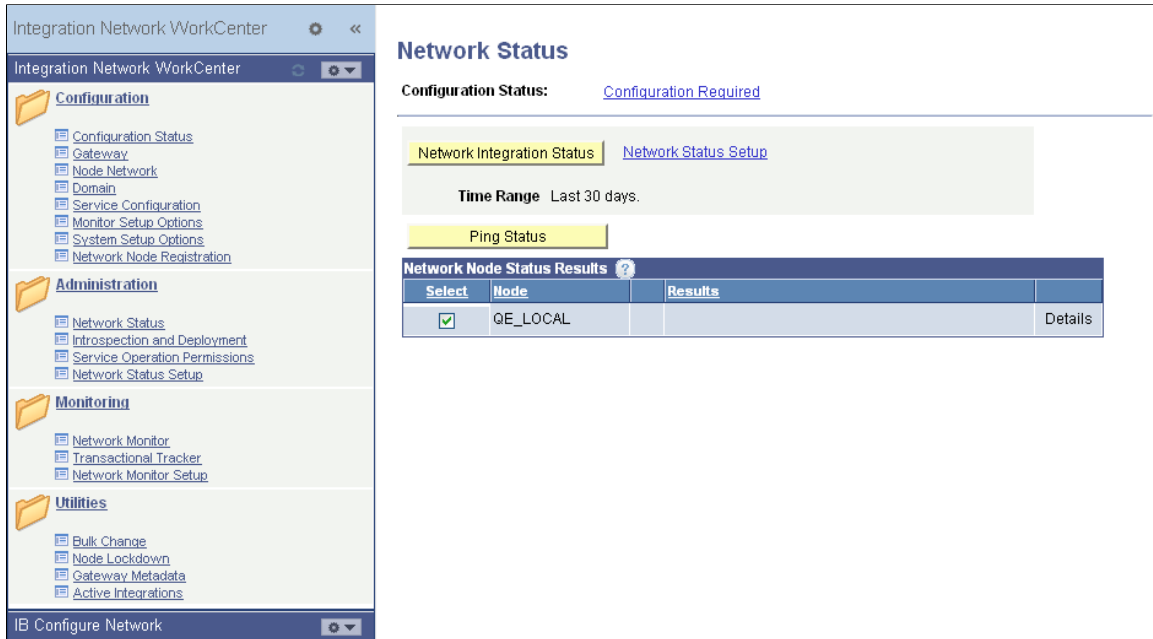 Integration Network WorkCenter
Integration Network WorkCenter
Configuration
Configuration Status
Gateway
Node Network
Domain
Service Configuration
Monitor Setup Options
System Setup Options
Network Node Registration
Administration
Network Status
Introspection and Deployment
Service Operation Permissions
Network Status Setup
Monitoring
Network Monitor
Transactional Tracker
Network Monitor Setup
Utilities
Bulk Change
Node Lockdown
Gateway Metadata
Active Integrations
IB Configure Network
Network Status
Configuration Status: Configuration Required
Network Integration Status Network Status Setup
Time Range Last 30 days.
Ping Status
Network Node Status Results ?
Select Node Results
QE_LOCAL Details